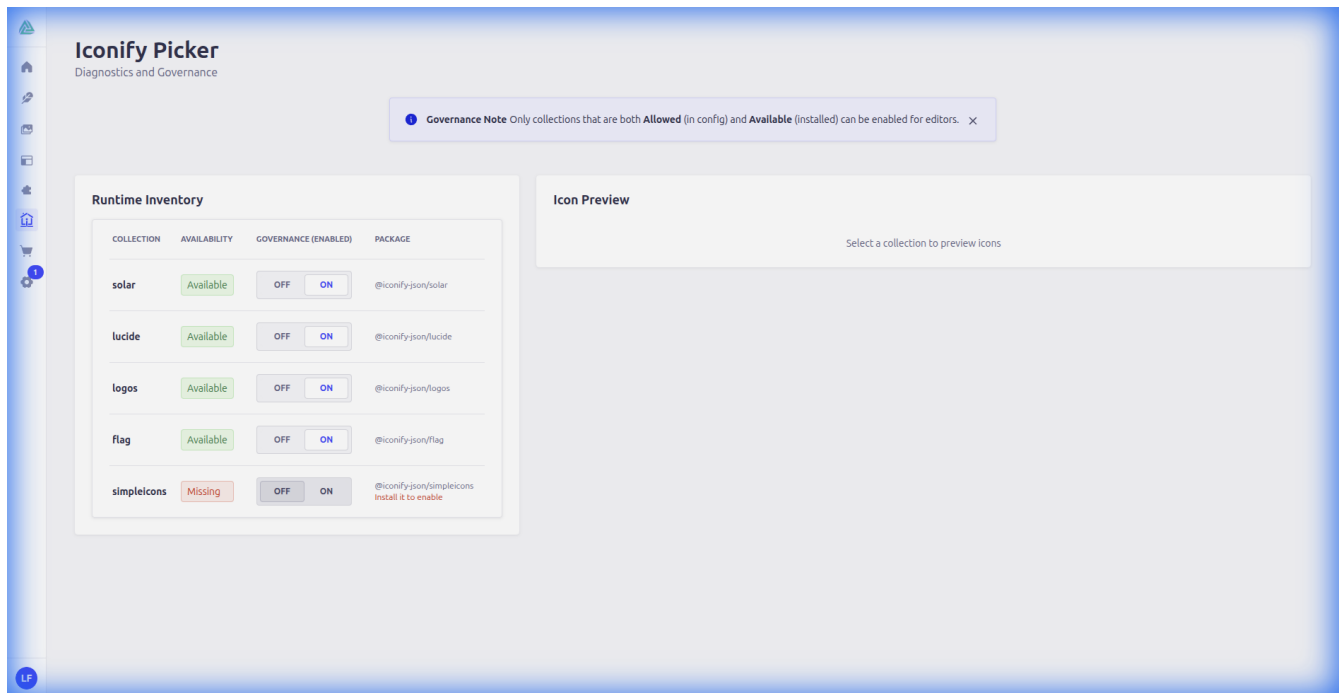 Iconify Picker
Diagnostics and Governance
Governance Note Only collections that are both Allowed (in config) and Available (installed) can be enabled for editors.
Runtime Inventory
COLLECTION AVAILABILITY GOVERNANCE (ENABLED) PACKAGE
solar Available OFF ON @iconify-json/solar
lucide Available OFF ON @iconify-json/lucide
logos Available OFF ON @iconify-json/logos
flag Available OFF ON @iconify-json/flag
simpleicons Missing OFF ON @iconify-json/simpleicons
Install it to enable
Icon Preview
Select a collection to preview icons
1
LF